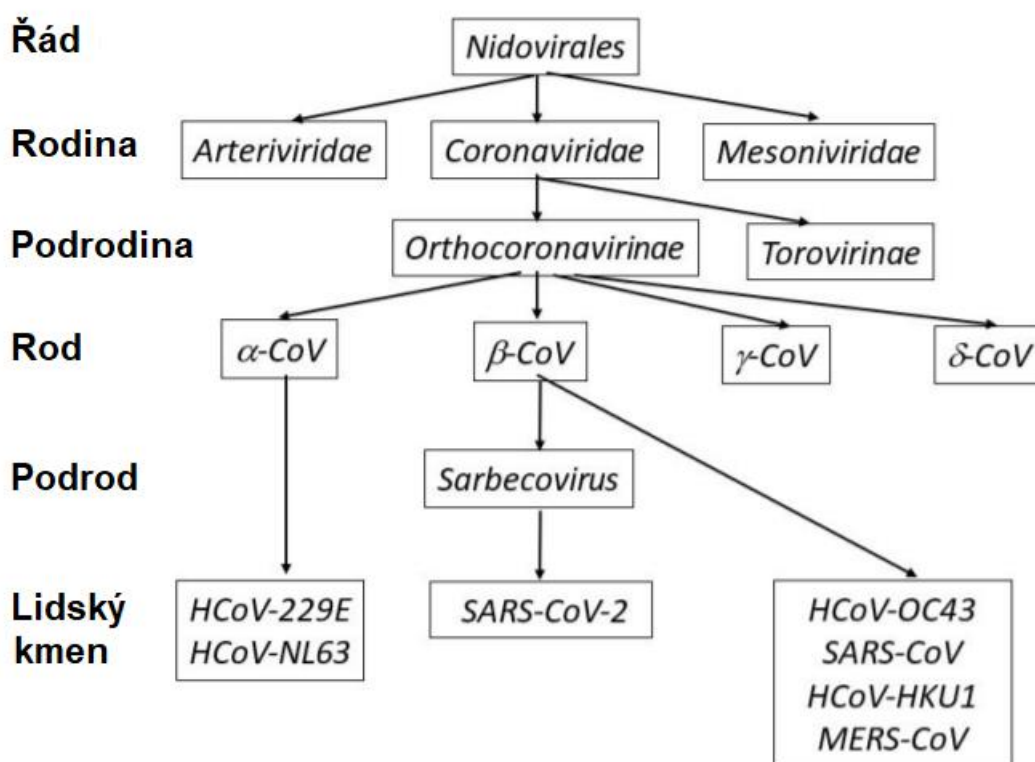 Řád
Nidovirales
Rodina
Arteriviridae
Coronaviridae
Mesoniviridae
Podrodina
Orthocoronavirinae
Torovirinae
Rod
α-CoV
β-CoV
γ-CoV
δ-CoV
Podrod
Sarbecovirus
Lidský
kmen
HCoV-229E
HCoV-NL63
SARS-CoV-2
HCoV-OC43
SARS-CoV
HCoV-HKU1
MERS-CoV